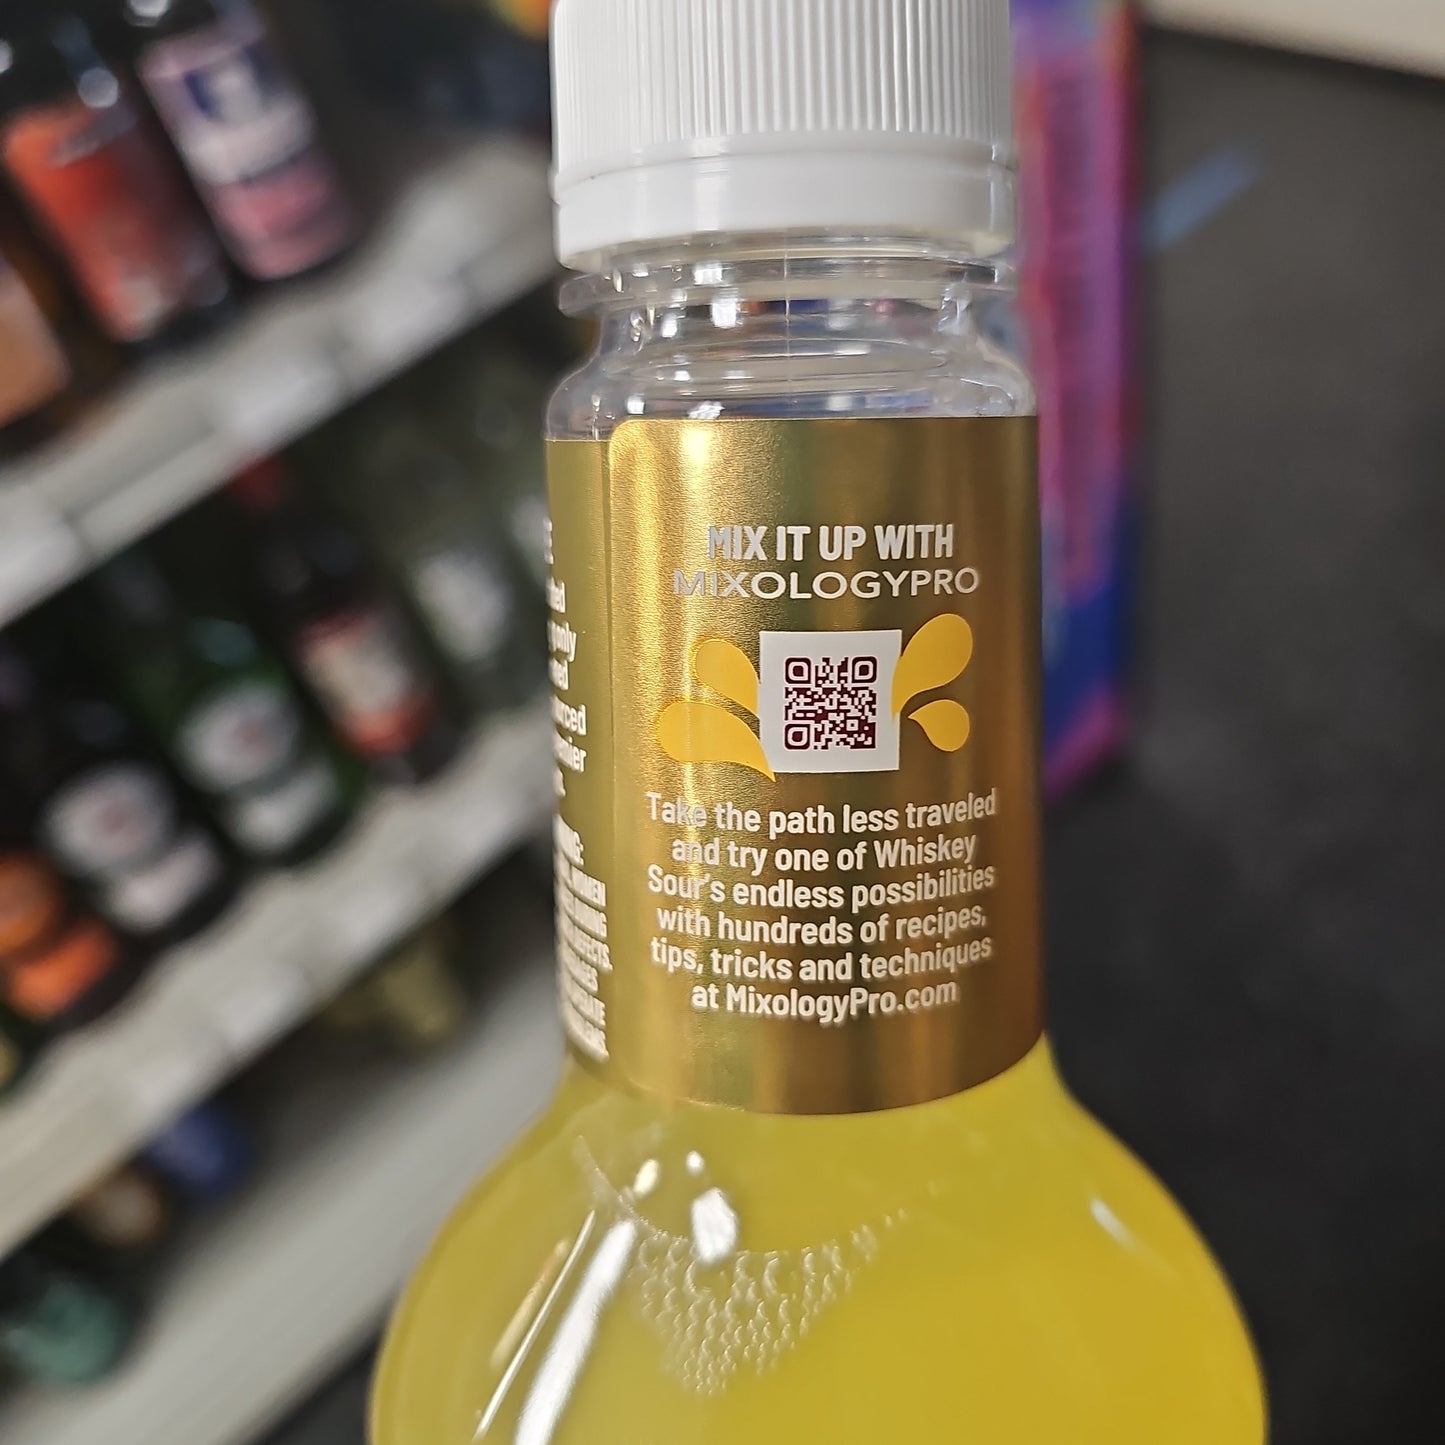 MIX IT UP WITH
MIXOLOGYPRO
Take the path less traveled
and try one of Whiskey
Sour's endless possibilities
with hundreds of recipes,
tips, tricks and techniques
at MixologyPro.com